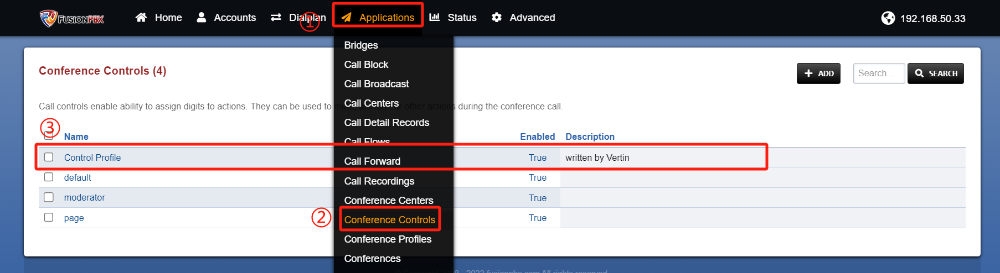 FUSIONPBX Home Accounts Dialplan Applications Status Advanced 192.168.50.33
①
Bridges
Call Block
Call Broadcast
Call Centers
Call Detail Records
Call Flows
Call Forward
Call Recordings
Conference Centers
② Conference Controls
Conference Profiles
Conferences
Conference Controls (4)
ADD Search... SEARCH
Call controls enable ability to assign digits to actions. They can be used to mute, unmute, or other actions during the conference call.
③
Name Enabled Description
Control Profile True written by Vertin
default True
moderator True
page True
2023 fusionpbx.com All rights reserved